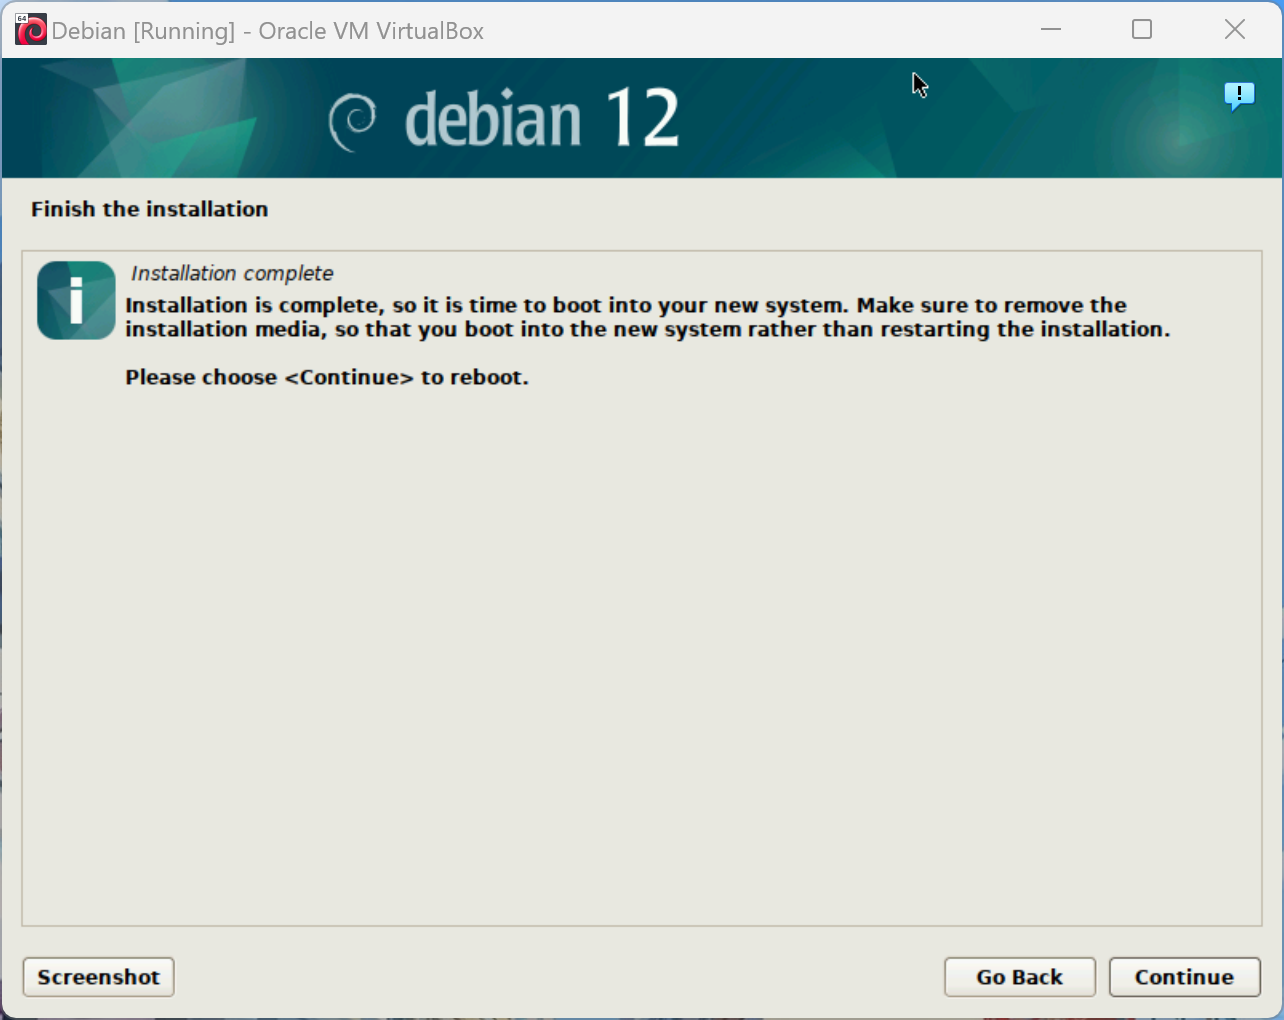 64
Debian [Running] - Oracle VM VirtualBox
debian 12
!
Finish the installation
i
Installation complete
Installation is complete, so it is time to boot into your new system. Make sure to remove the
installation media, so that you boot into the new system rather than restarting the installation.
Please choose <Continue> to reboot.
Screenshot
Go Back
Continue